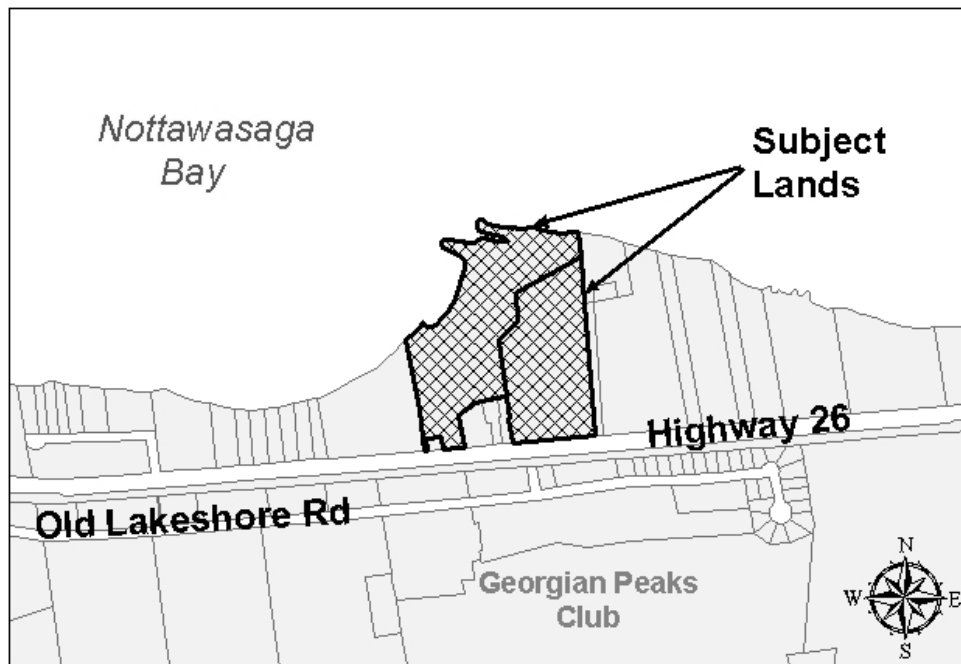 Nottawasaga
Bay
Subject
Lands
Highway 26
Old Lakeshore Rd
Georgian Peaks
Club
N
W
E
S